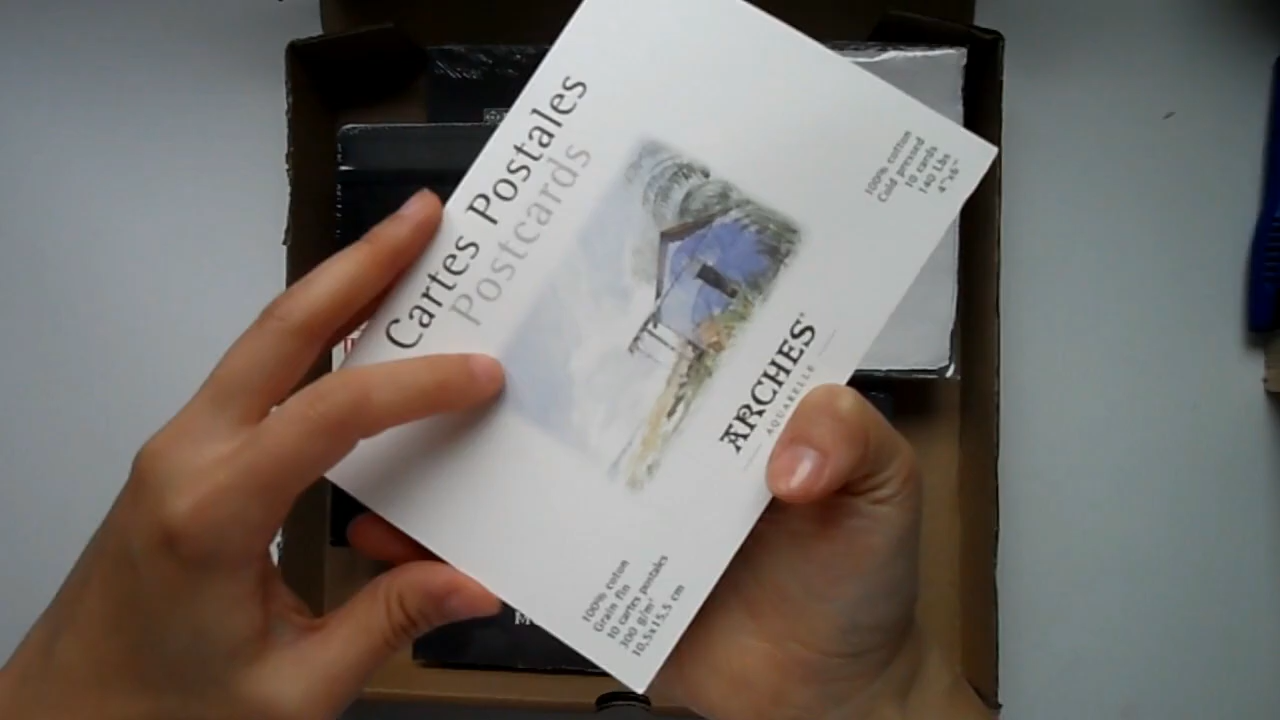 Cartes Postales
Postcards
100% cotton
Cold pressed
10 cards
140 Lbs
4"x6"
ARCHES®
AQUARELLE
100% coton
Grain fin
10 cartes postales
300 g/m²
10,5x15,5 cm